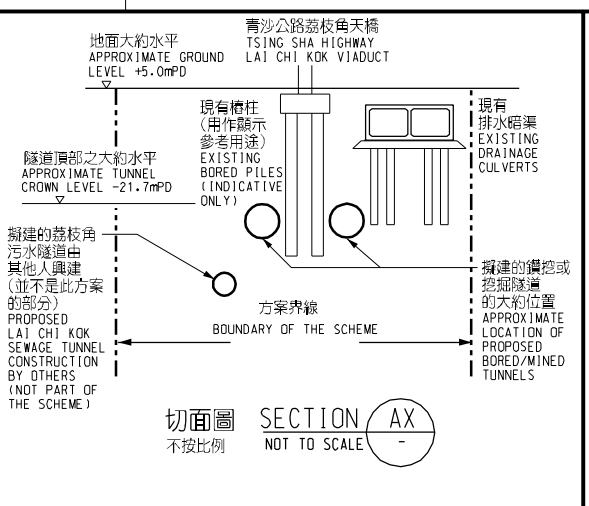 地面大約水平
APPROXIMATE GROUND
LEVEL +5.0mPD
青沙公路荔枝角天橋
TSING SHA HIGHWAY
LAI CHI KOK VIADUCT
現有樁柱
(用作顯示
參考用途)
EXISTING
BORED PILES
(INDICATIVE
ONLY)
現有
排水暗渠
EXISTING
DRAINAGE
CULVERTS
隧道頂部之大約水平
APPROXIMATE TUNNEL
CROWN LEVEL -21.7mPD
擬建的荔枝角
污水隧道由
其他人興建
(並不是此方案
的部分)
PROPOSED
LAI CHI KOK
SEWAGE TUNNEL
CONSTRUCTION
BY OTHERS
(NOT PART OF
THE SCHEME)
擬建的鑽挖或
挖掘隧道
的大約位置
APPROXIMATE
LOCATION OF
PROPOSED
BORED/MINED
TUNNELS
方案界線
BOUNDARY OF THE SCHEME
切面圖 SECTION AX
不按比例 NOT TO SCALE -